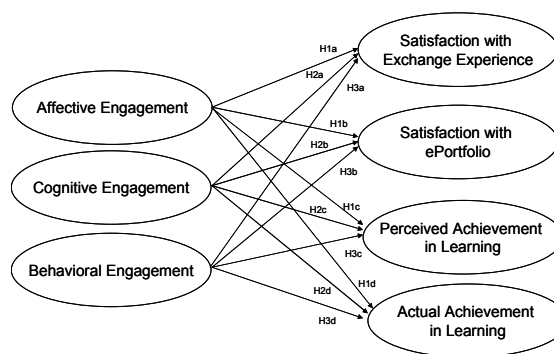 Affective Engagement
Cognitive Engagement
Behavioral Engagement
H1a
H2a
H3a
H1b
H2b
H3b
H1c
H2c
H3c
H1d
H2d
H3d
Satisfaction with
Exchange Experience
Satisfaction with
ePortfolio
Perceived Achievement
in Learning
Actual Achievement
in Learning